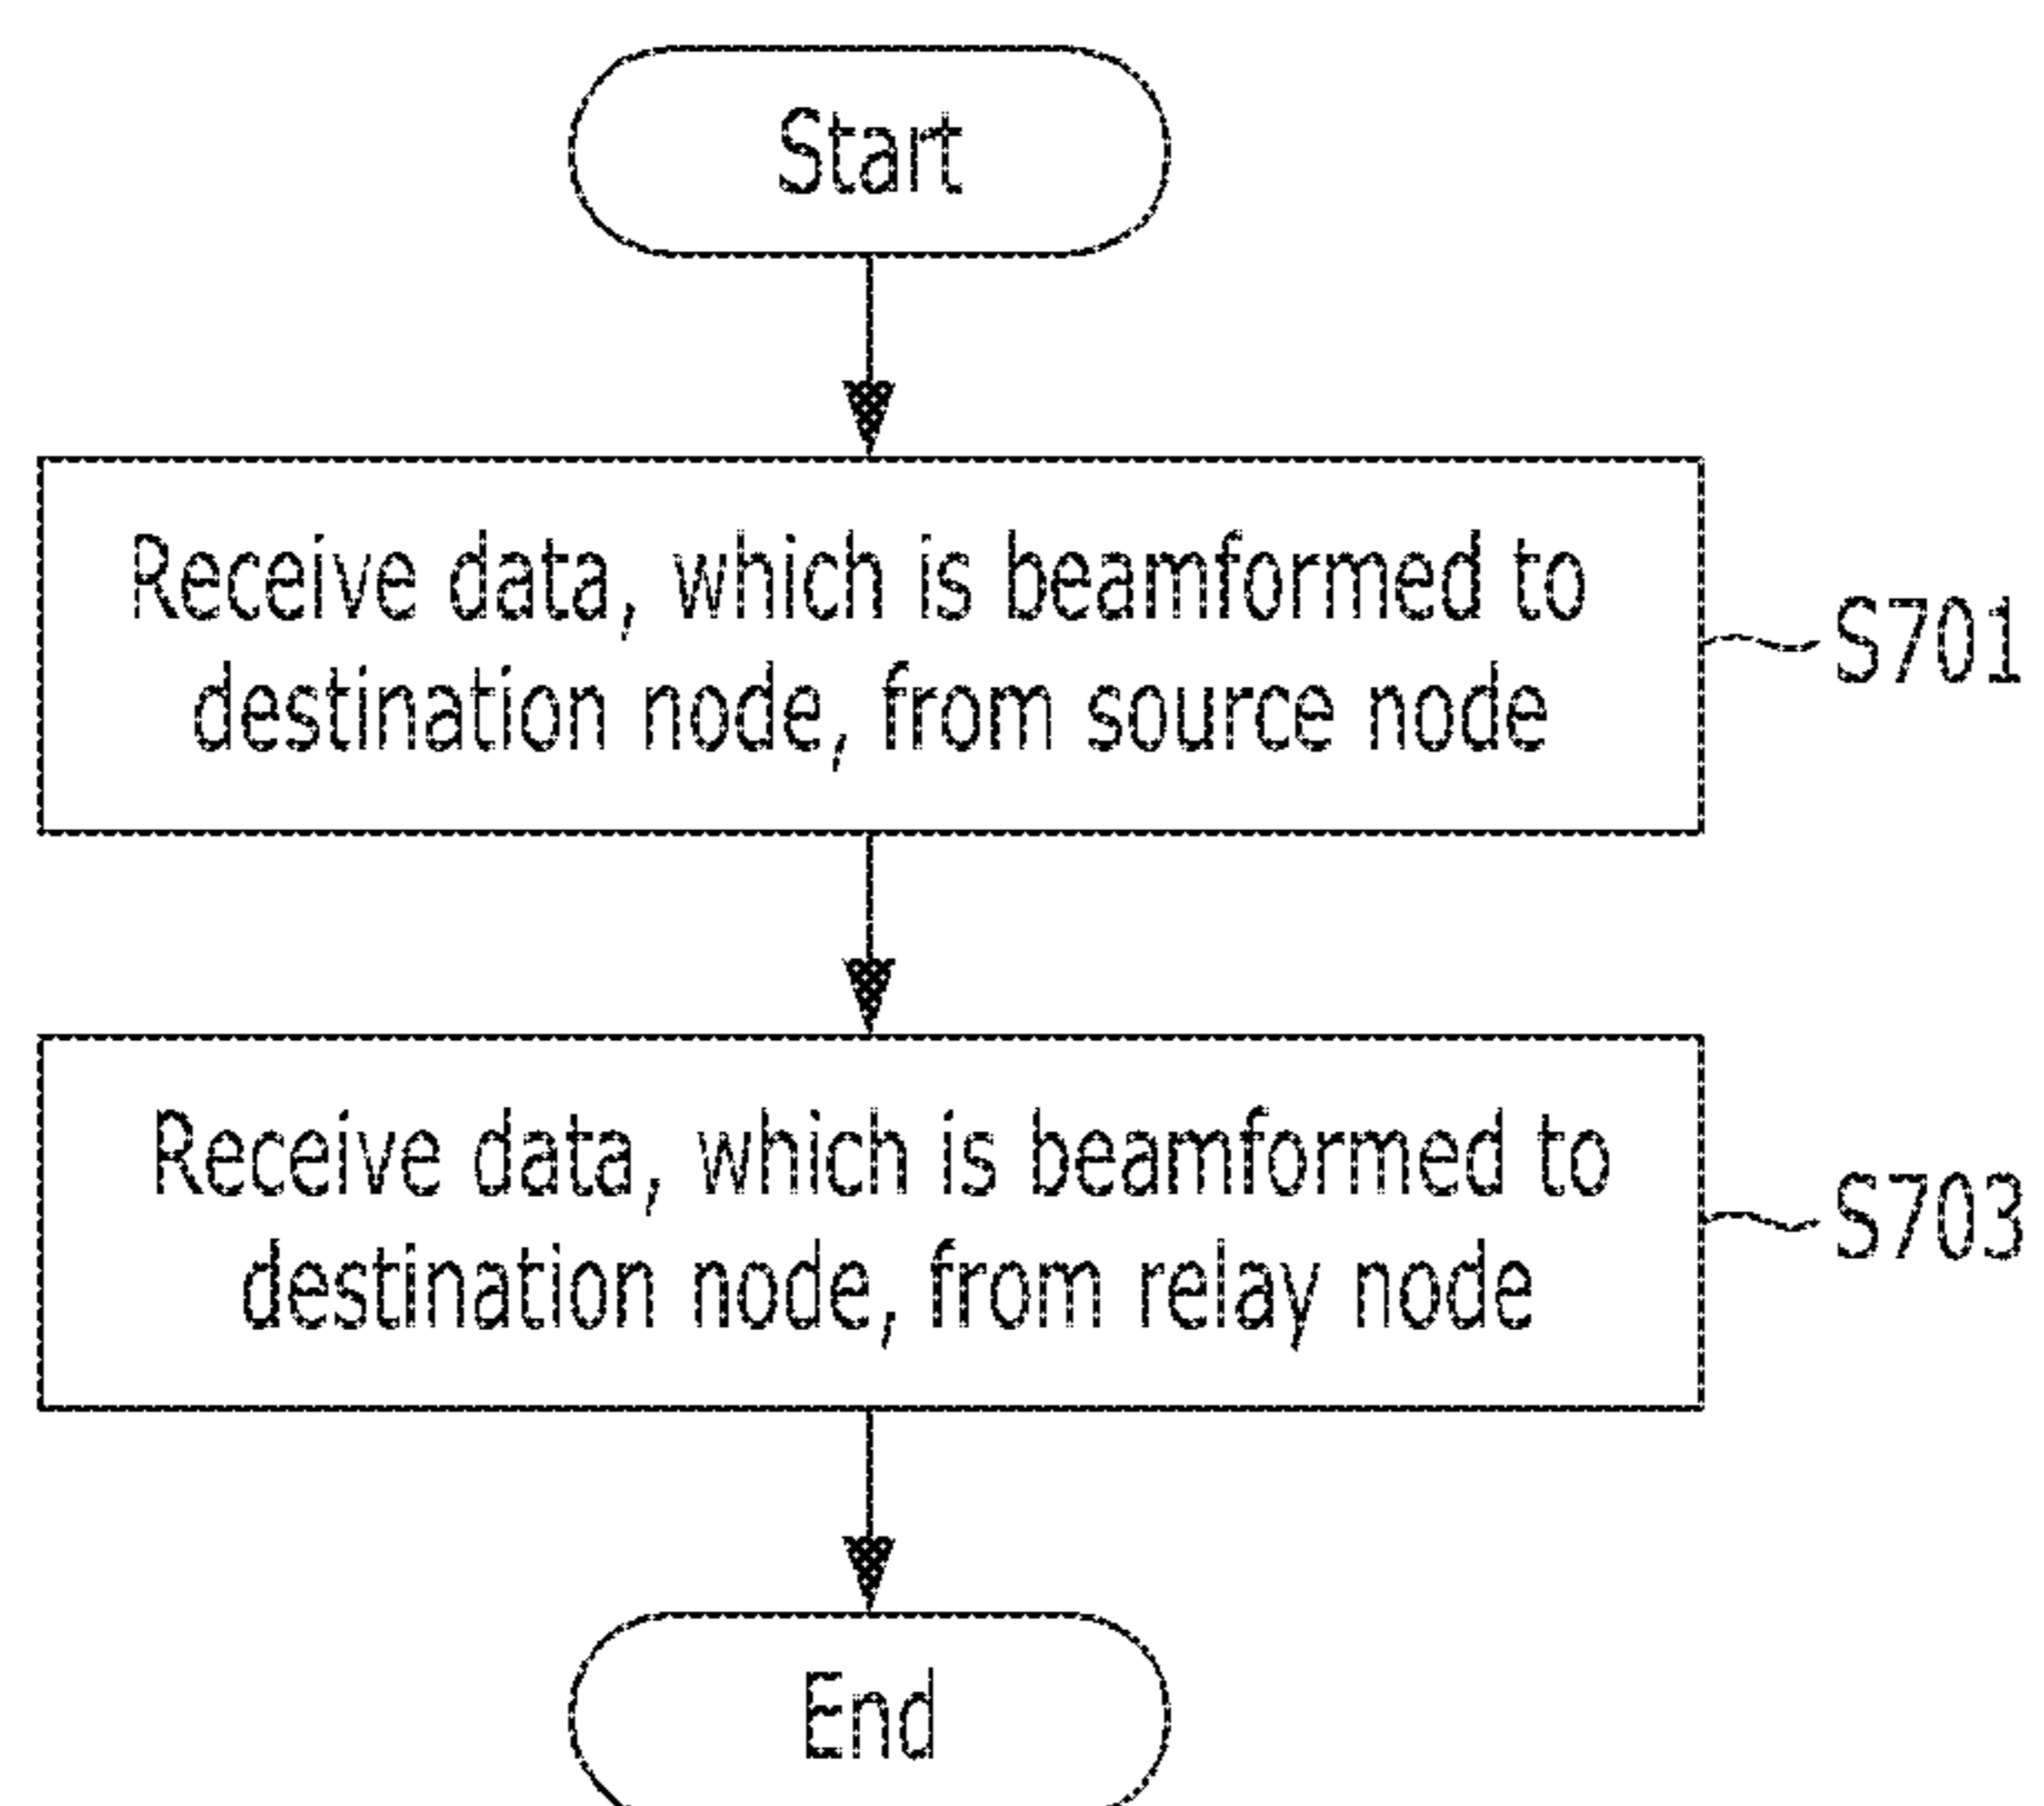 Start
Receive data, which is beamformed to
destination node, from source node
S701
Receive data, which is beamformed to
destination node, from relay node
S703
End